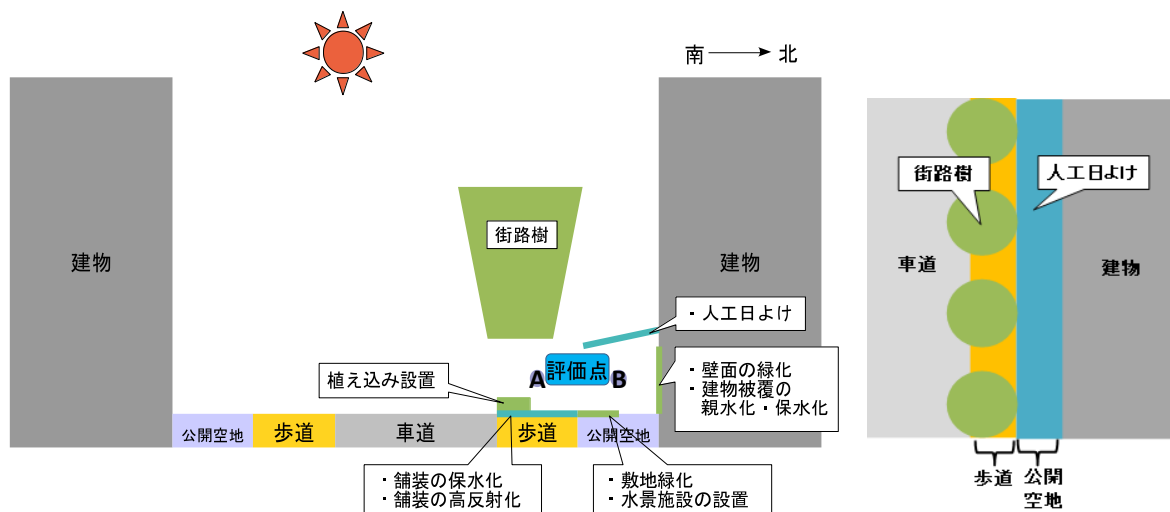 南
北
建物
街路樹
建物
・人工日よけ
植え込み設置
A
評価点
B
・壁面の緑化
・建物被覆の
親水化・保水化
公開空地
歩道
車道
歩道
公開空地
・舗装の保水化
・舗装の高反射化
・敷地緑化
・水景施設の設置
街路樹
人工日よけ
車道
建物
歩道
公開
空地